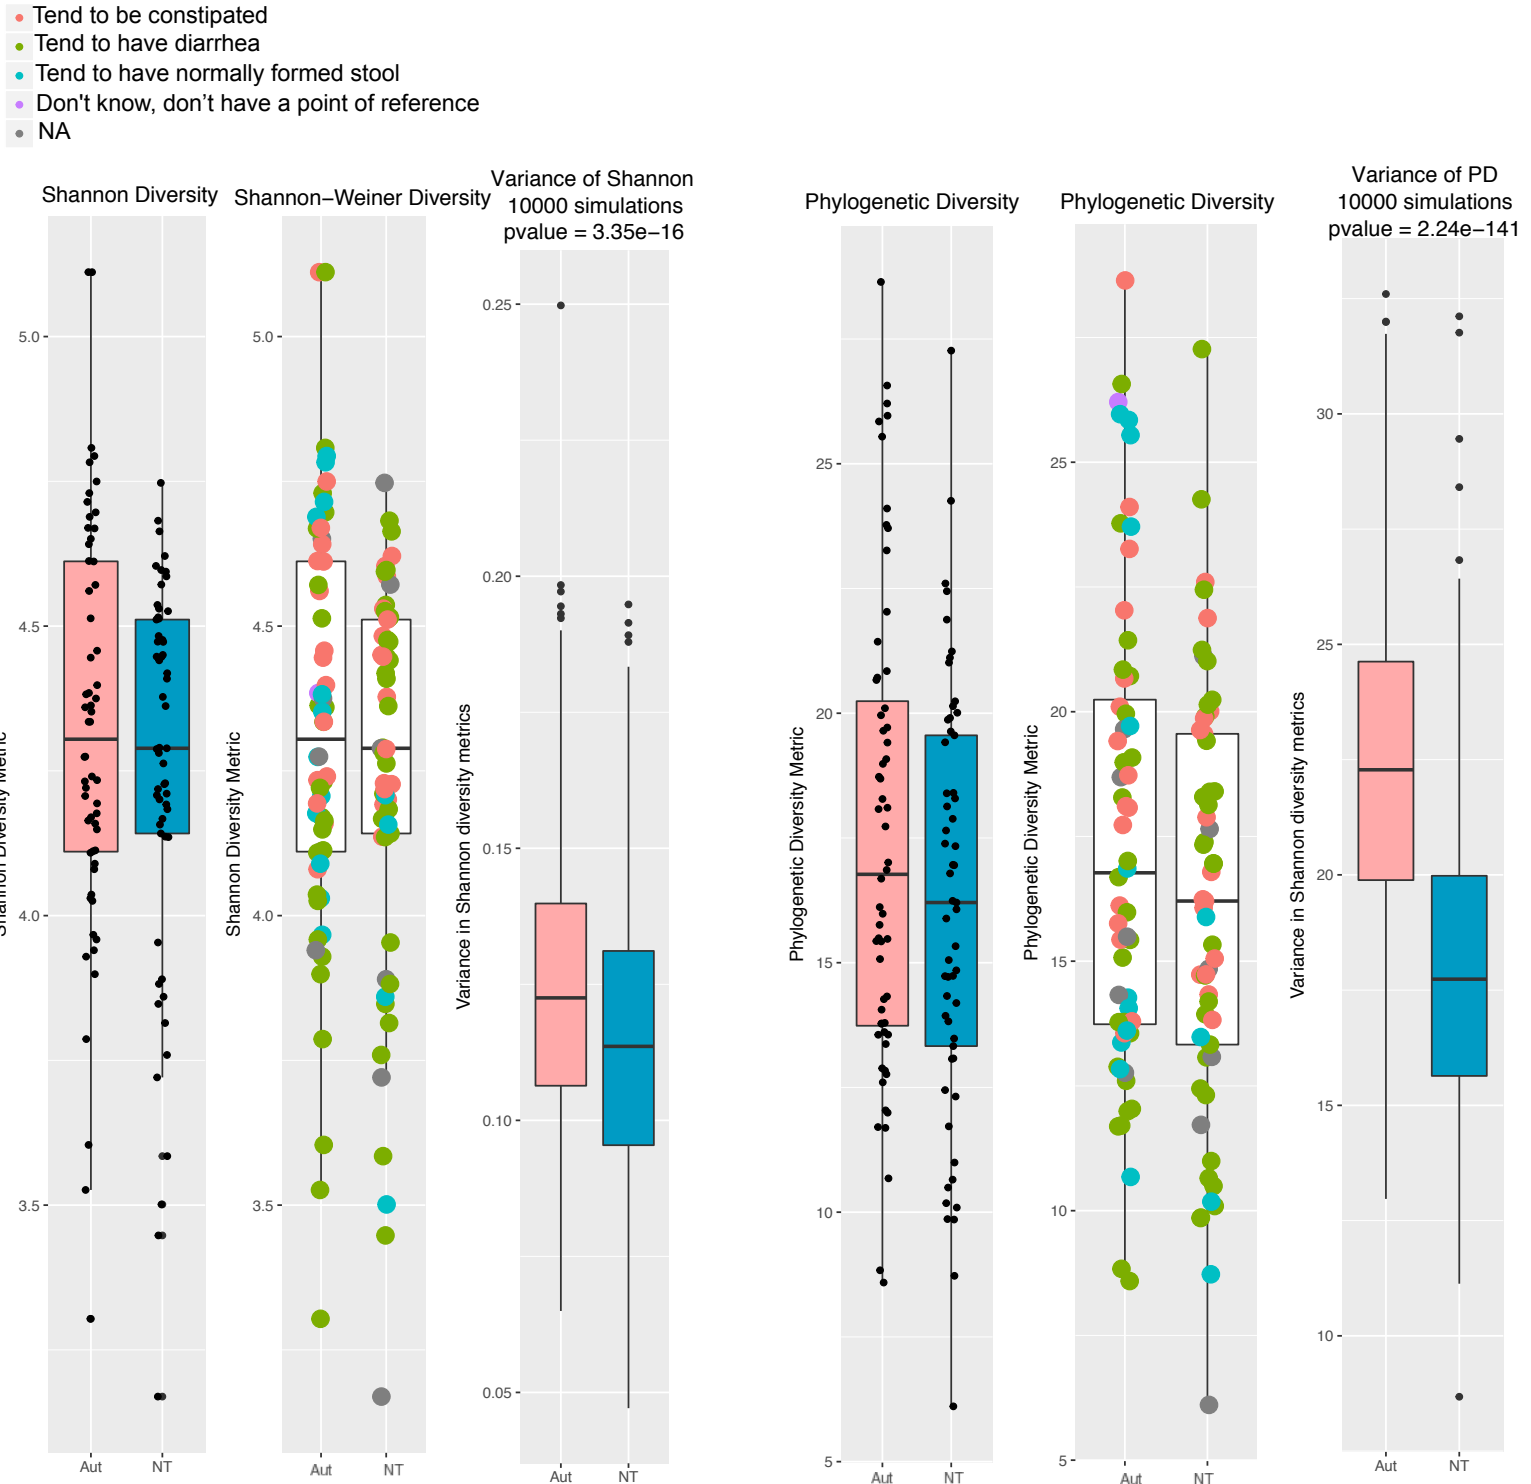 Tend to be constipated
Tend to have diarrhea
Tend to have normally formed stool
Don't know, don’t have a point of reference
NA
Shannon Diversity
Shannon Diversity Metric
5.0
4.5
4.0
3.5
Aut NT
Shannon−Weiner Diversity
Shannon Diversity Metric
5.0
4.5
4.0
3.5
Aut NT
Variance of Shannon
10000 simulations
pvalue = 3.35e−16
Variance in Shannon diversity metrics
0.25
0.20
0.15
0.10
0.05
Aut NT
Phylogenetic Diversity
Phylogenetic Diversity Metric
25
20
15
10
5
Aut NT
Phylogenetic Diversity
Phylogenetic Diversity Metric
25
20
15
10
5
Aut NT
Variance of PD
10000 simulations
pvalue = 2.24e−141
Variance in Shannon diversity metrics
30
25
20
15
10
Aut NT